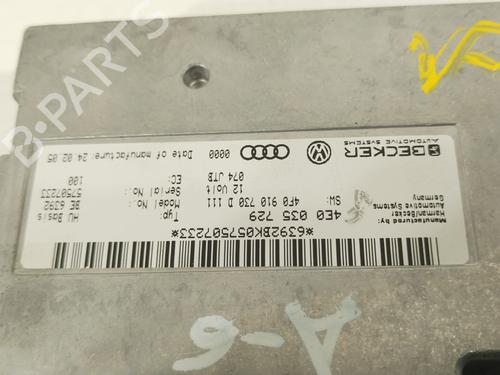 BECKER
AUTOMOTIVE SYSTEMS
0000
Date of manufacture: 24.02.05
Manufactured by:
Harman/Becker
Automotive Systems
Germany
SW:
074 JTB
EC:
100
4E0 035 729
4F0 910 730 D 111
12 Volt
Typ:
Model No.:
Serial No.:
HU Basis
BE 6392
57507233
*6392BK057507233*
A-6
B-PARTS